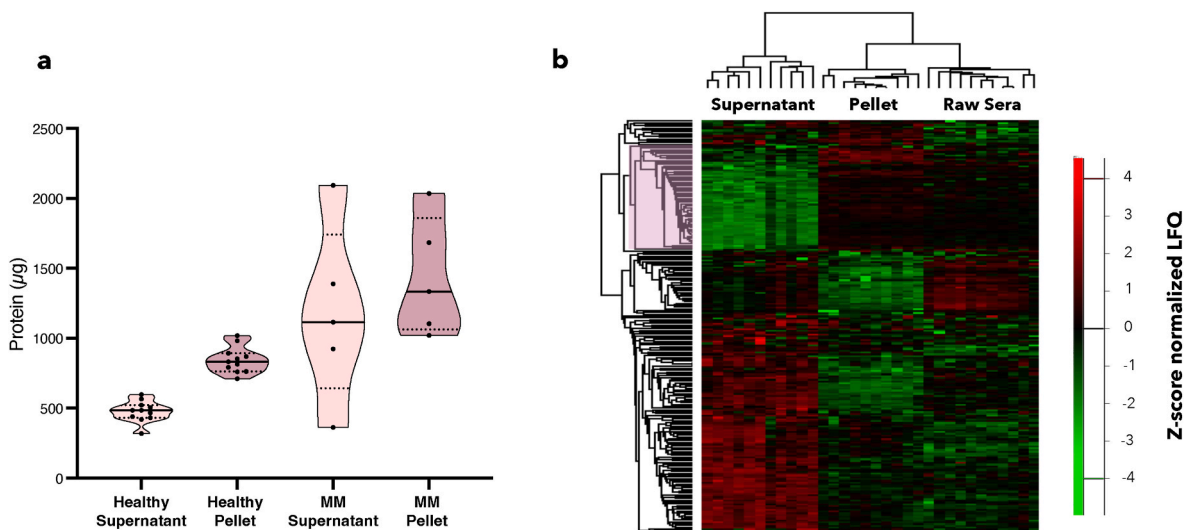 a
Protein (µg)
2500
2000
1500
1000
500
0
Healthy
Supernatant
Healthy
Pellet
MM
Supernatant
MM
Pellet
b
Supernatant
Pellet
Raw Sera
4
3
2
1
0
-1
-2
-3
-4
Z-score normalized LFQ